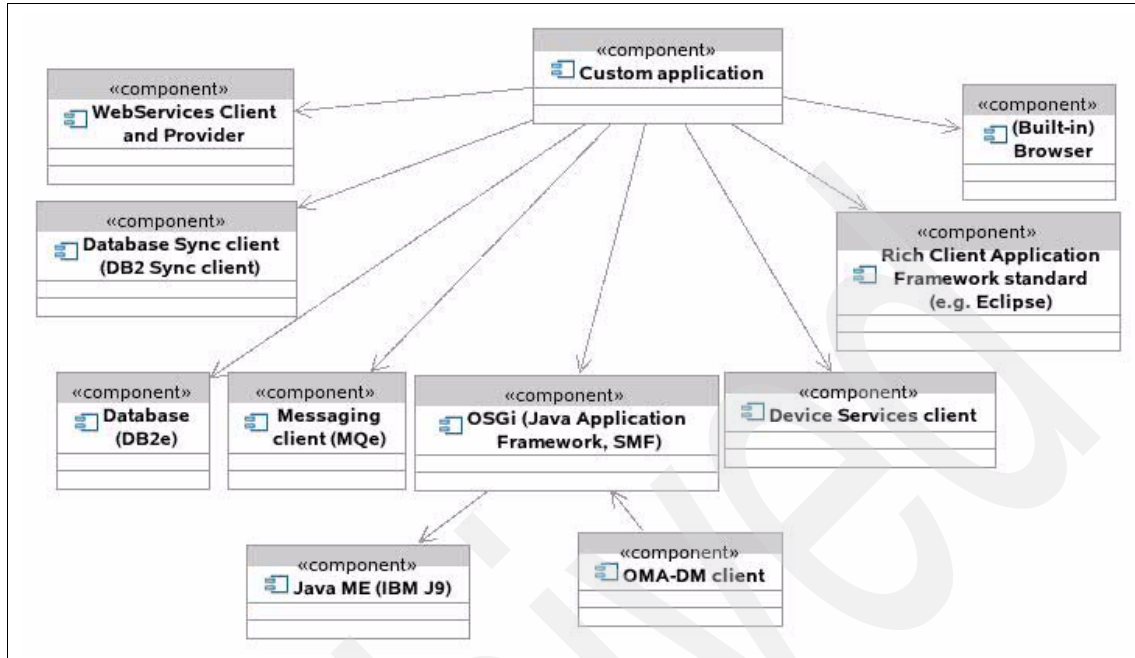 «component»
Custom application
«component»
WebServices Client
and Provider
«component»
(Built-in)
Browser
«component»
Database Sync client
(DB2 Sync client)
«component»
Rich Client Application
Framework standard
(e.g. Eclipse)
«component»
Database
(DB2e)
«component»
Messaging
client (MQe)
«component»
OSGi (Java Application
Framework, SMF)
«component»
Device Services client
«component»
Java ME (IBM J9)
«component»
OMA-DM client